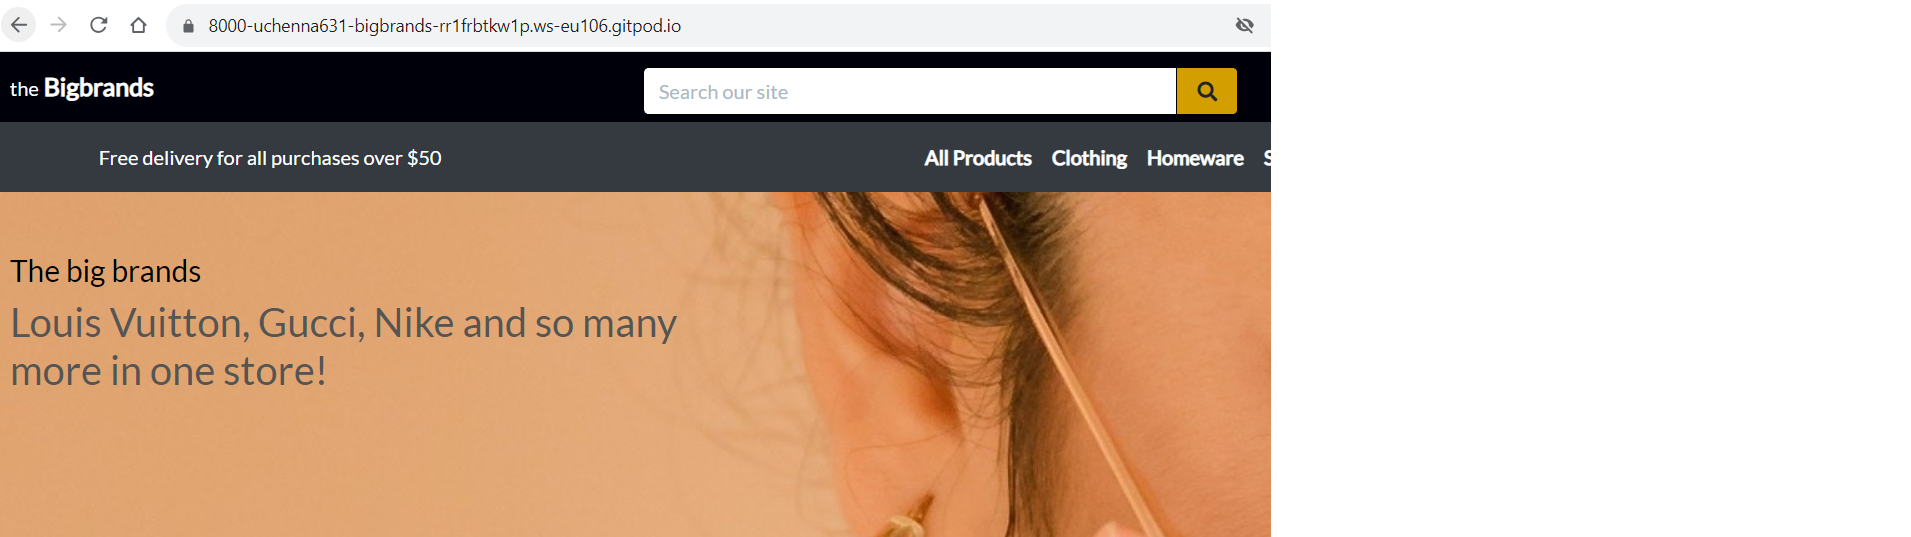 8000-uchenna631-bigbrands-rr1frbtkw1p.ws-eu106.gitpod.io
the Bigbrands
Search our site
Free delivery for all purchases over $50
All Products Clothing Homeware
The big brands
Louis Vuitton, Gucci, Nike and so many
more in one store!